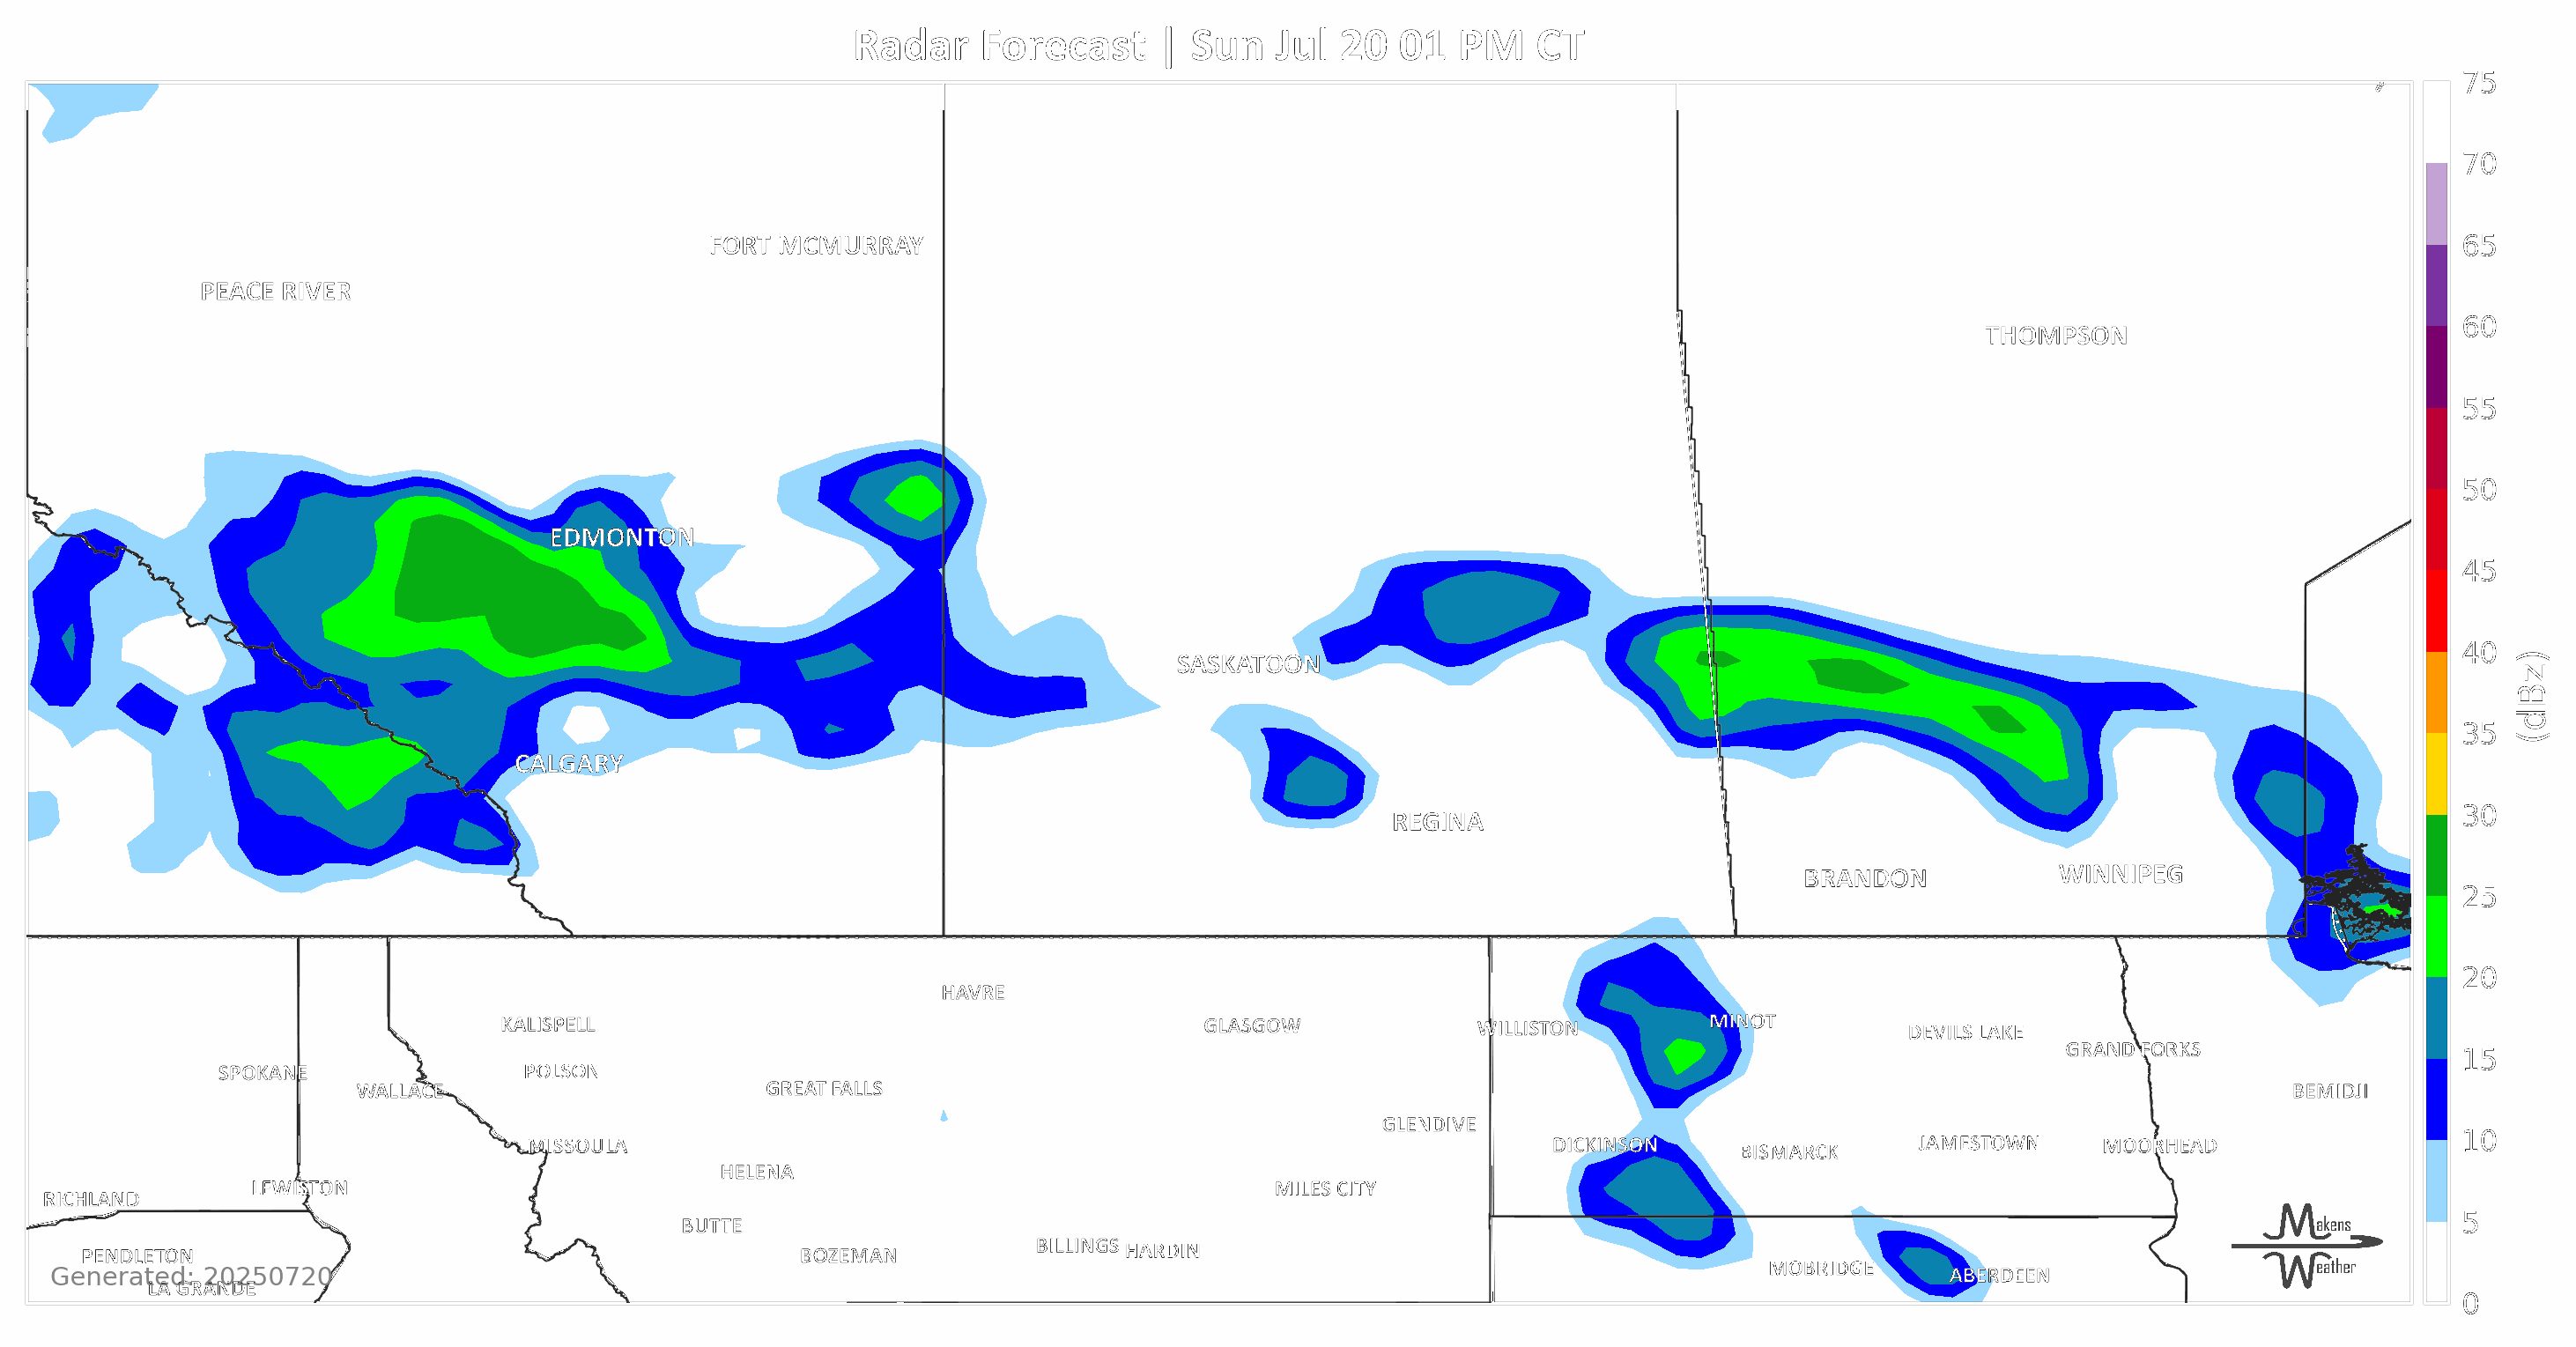 Radar Forecast | Sun Jul 20 01 PM CT
75
70
FORT MCMURRAY
65
PEACE RIVER
60
THOMPSON
55
50
EDMONTON
45
SASKATOON
40
(dBz)
35
CALGARY
30
REGINA
BRANDON
WINNIPEG
25
20
HAVRE
KALISPELL
GLASGOW
WILLISTON
MINOT
DEVILS LAKE
GRAND FORKS
15
SPOKANE
POLSON
WALLACE
GREAT FALLS
BEMIDJI
GLENDIVE
10
MISSOULA
DICKINSON
BISMARCK
JAMESTOWN
MOORHEAD
HELENA
LEWISTON
MILES CITY
RICHLAND
BUTTE
5
Makens
Weather
PENDLETON
BOZEMAN
BILLINGS
HARDIN
MOBRIDGE
ABERDEEN
Generated: 20250720
LA GRANDE
0